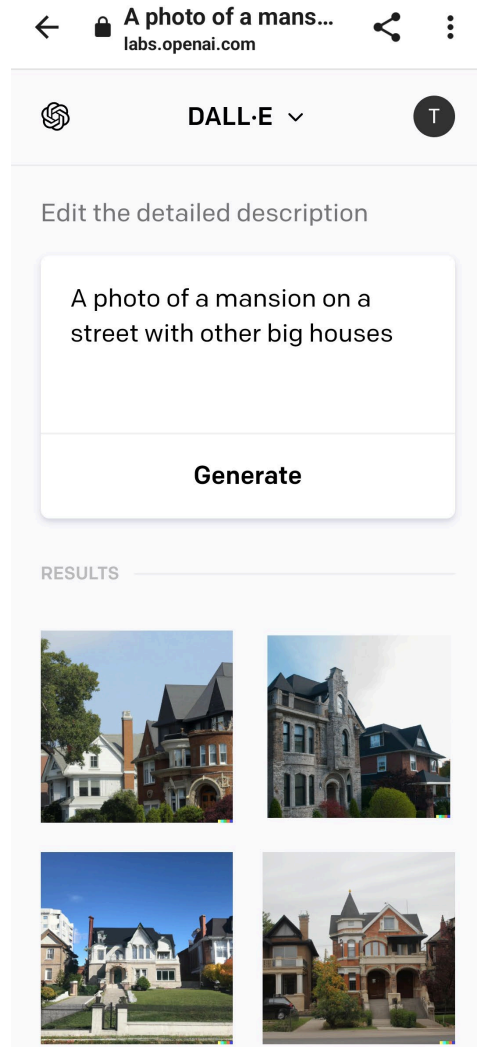 A photo of a mans...
labs.openai.com
DALL·E
T
Edit the detailed description
A photo of a mansion on a
street with other big houses
Generate
RESULTS